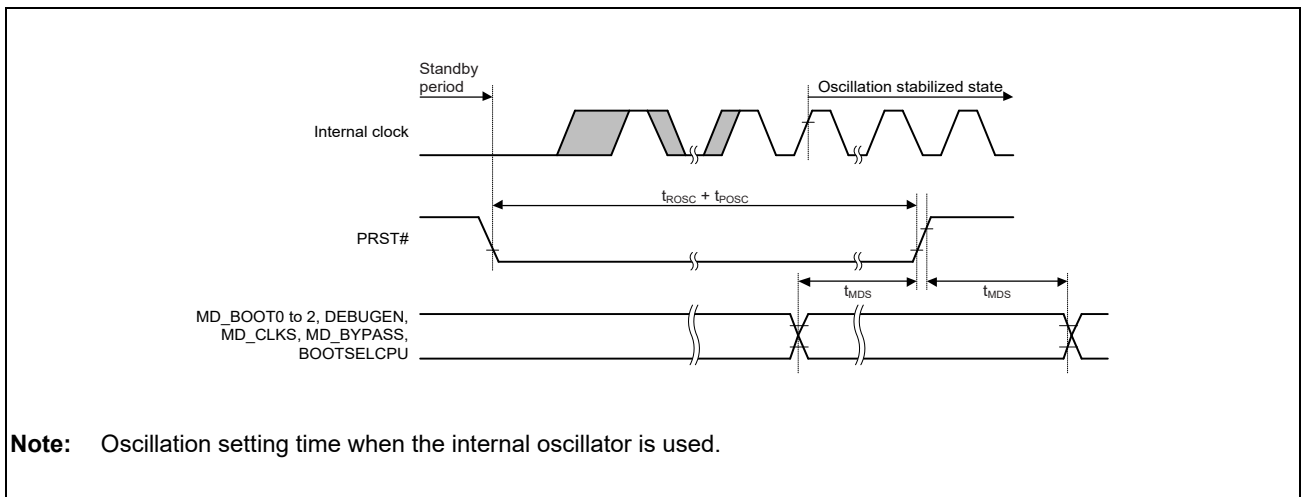 Standby
period
Oscillation stabilized state
Internal clock
tROSC + tPOSC
PRST#
tMDS
tMDS
MD_BOOT0 to 2, DEBUGEN,
MD_CLKS, MD_BYPASS,
BOOTSELCPU
Note: Oscillation setting time when the internal oscillator is used.